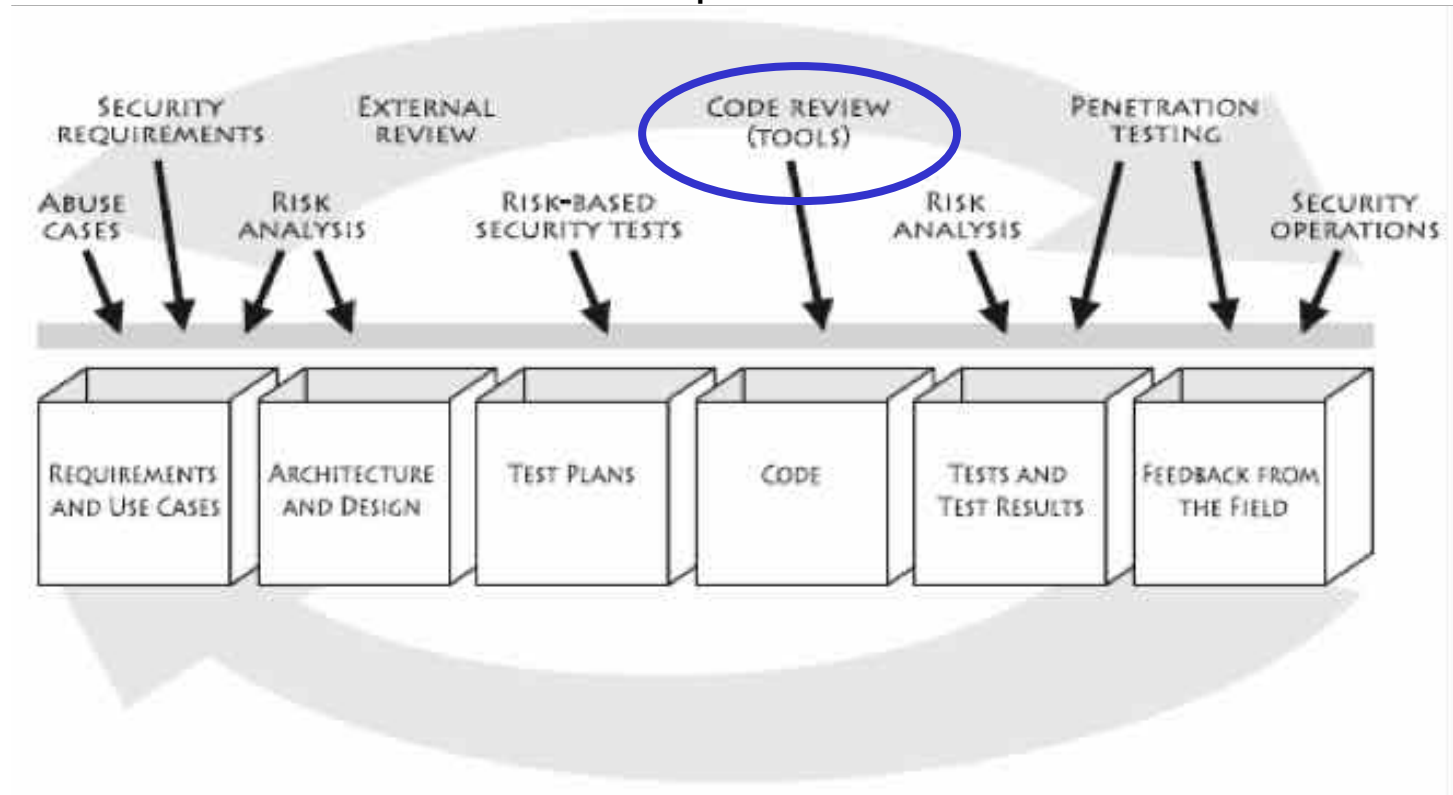 SECURITY
REQUIREMENTS
EXTERNAL
REVIEW
CODE REVIEW
(TOOLS)
PENETRATION
TESTING
ABUSE
CASES
RISK
ANALYSIS
RISK-BASED
SECURITY TESTS
RISK
ANALYSIS
SECURITY
OPERATIONS
REQUIREMENTS
AND USE CASES
ARCHITECTURE
AND DESIGN
TEST PLANS
CODE
TESTS AND
TEST RESULTS
FEEDBACK FROM
THE FIELD